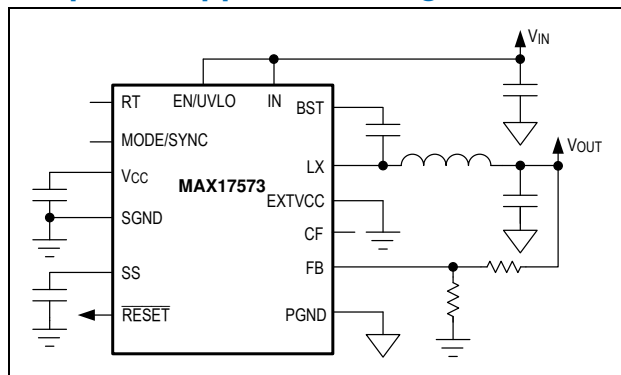 VIN
RT
EN/UVLO
IN
BST
MODE/SYNC
VCC
MAX17573
LX
VOUT
EXTVCC
SGND
CF
SS
FB
RESET
PGND